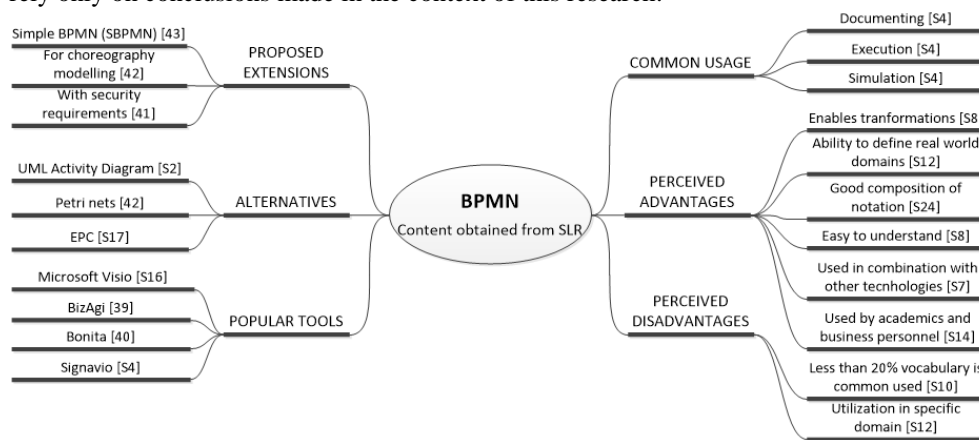 rely only on conclusions made in the context of this research.
Simple BPMN (SBPMN) [43]
For choreography
modelling [42]
With security
requirements [41]
PROPOSED
EXTENSIONS
UML Activity Diagram [S2]
Petri nets [42]
EPC [S17]
ALTERNATIVES
Microsoft Visio [S16]
BizAgi [39]
Bonita [40]
Signavio [S4]
POPULAR TOOLS
BPMN
Content obtained from SLR
COMMON USAGE
Documenting [S4]
Execution [S4]
Simulation [S4]
PERCEIVED
ADVANTAGES
Enables tranformations [S8
Ability to define real world
domains [S12]
Good composition of
notation [S24]
Easy to understand [S8]
Used in combination with
other tecnhologies [S7]
Used by academics and
business personnel [S14]
PERCEIVED
DISADVANTAGES
Less than 20% vocabulary is
common used [S10]
Utilization in specific
domain [S12]